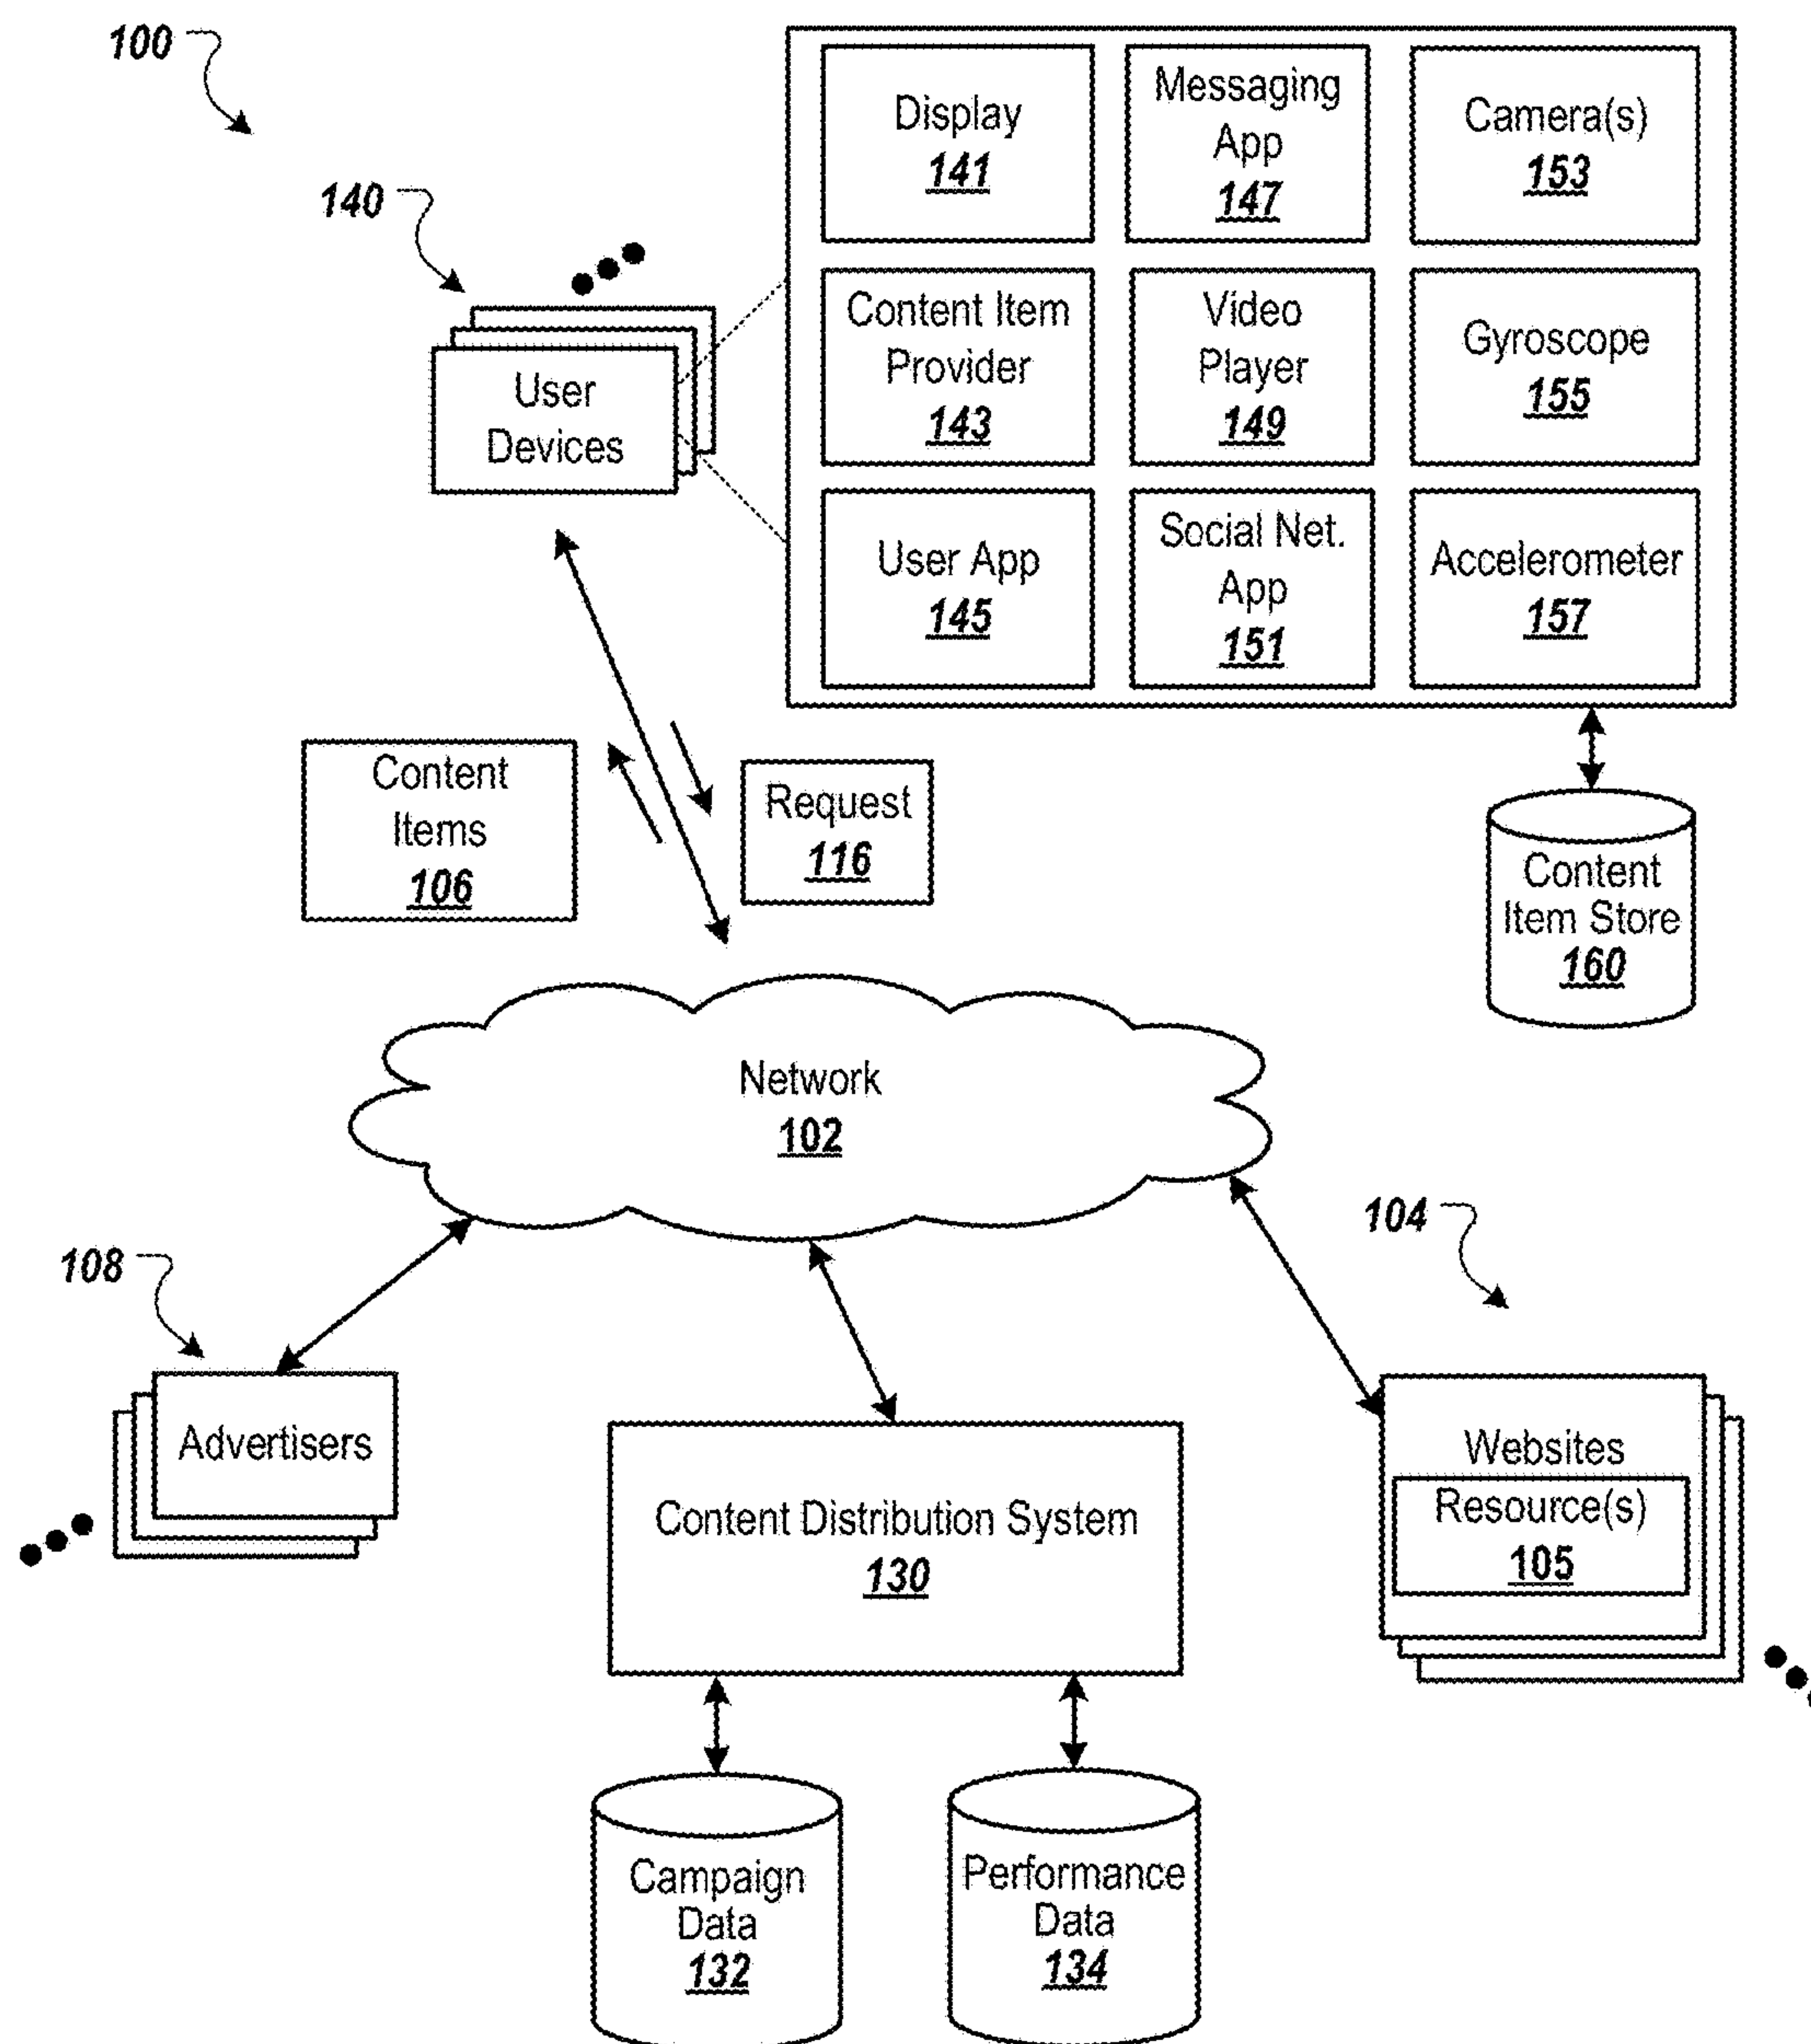 100
140
Display
141
Messaging
App
147
Camera(s)
153
Content Item
Provider
143
Video
Player
149
Gyroscope
155
User App
145
Social Net.
App
151
Accelerometer
157
User
Devices
Content
Items
106
Request
116
Content
Item Store
160
Network
102
108
104
Advertisers
Content Distribution System
130
Websites
Resource(s)
105
Campaign
Data
132
Performance
Data
134